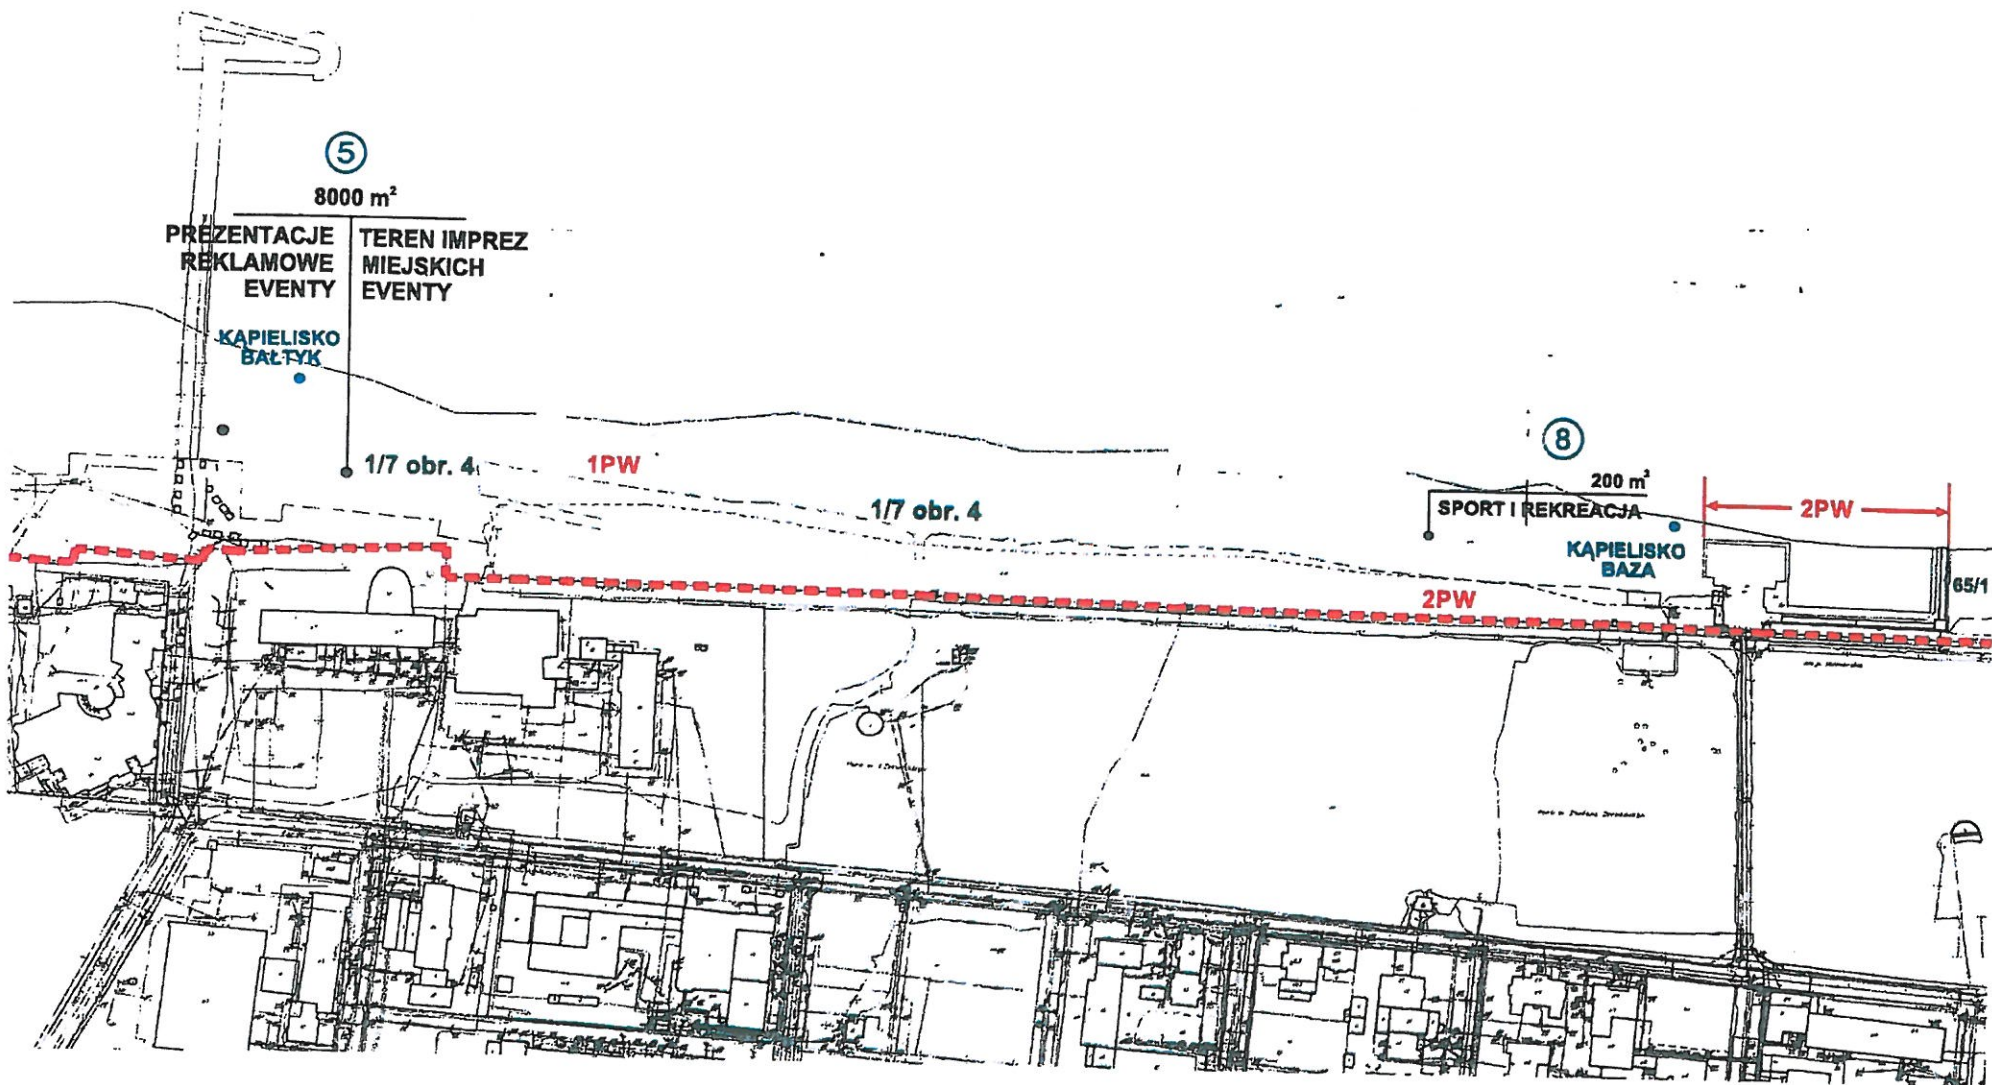 5
8000 m²
PREZENTACJE
REKLAMOWE
EVENTY
TEREN IMPREZ
MIEJSKICH
EVENTY
KĄPIELISKO
BAŁTYK
1/7 obr. 4
1PW
1/7 obr. 4
8
200 m²
SPORT I REKREACJA
KĄPIELISKO
BAZA
2PW
2PW
65/1